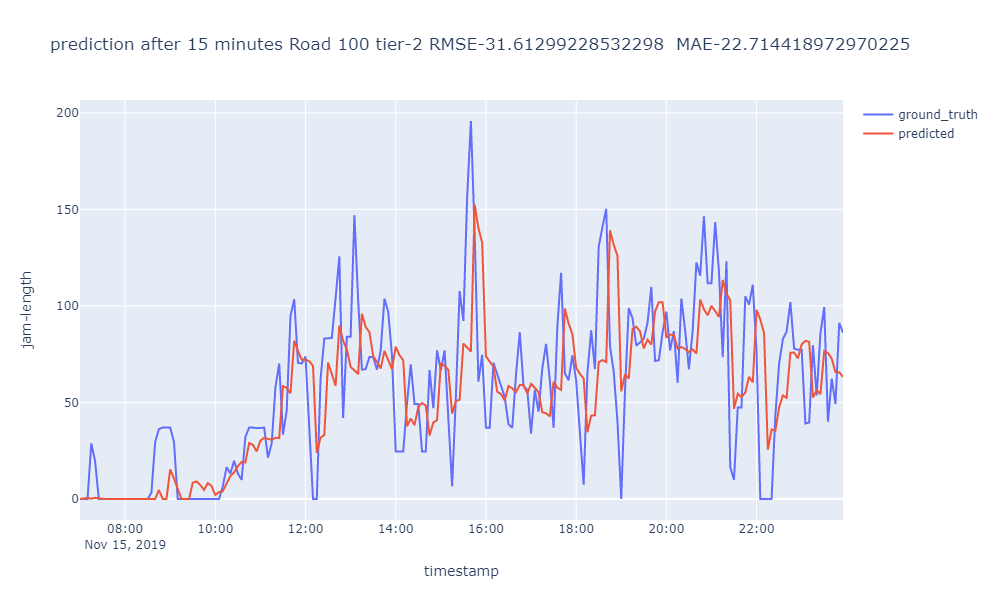 prediction after 15 minutes Road 100 tier-2 RMSE-31.61299228532298  MAE-22.714418972970225
ground_truth
predicted
200
150
100
50
0
jam-length
08:00 10:00 12:00 14:00 16:00 18:00 20:00 22:00
Nov 15, 2019
timestamp